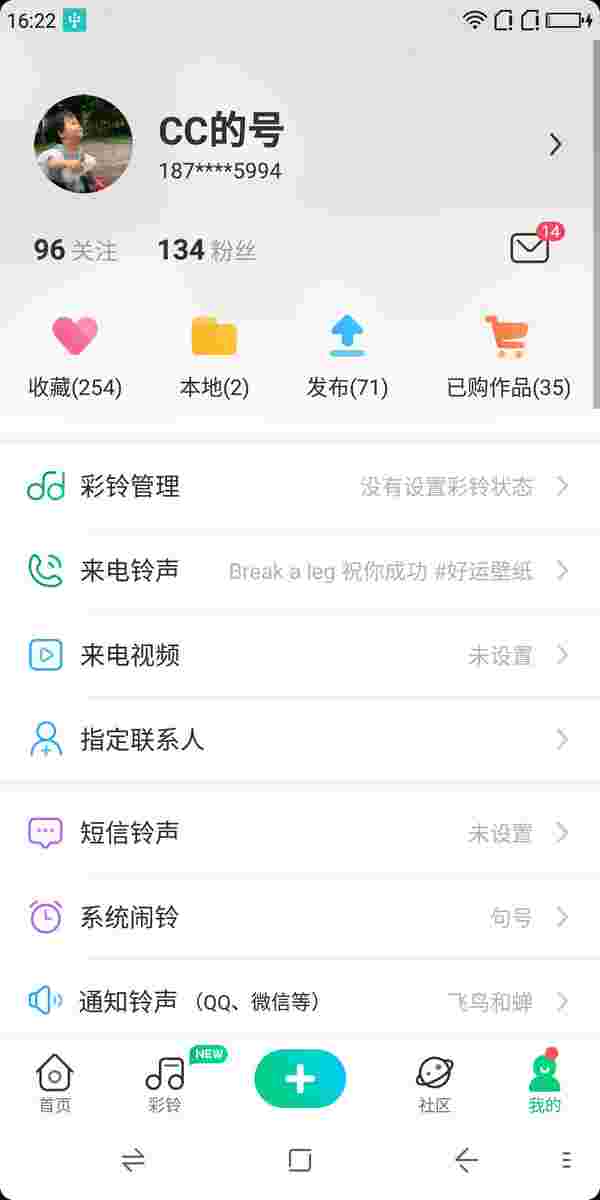 16:22
CC的号
187****5994
96 关注 134 粉丝 14
收藏(254) 本地(2) 发布(71) 已购作品(35)
彩铃管理 没有设置彩铃状态
来电铃声 Break a leg 祝你成功 #好运壁纸
来电视频 未设置
指定联系人
短信铃声 未设置
系统闹铃 句号
通知铃声（QQ、微信等） 飞鸟和蝉
NEW
首页 彩铃 社区 我的